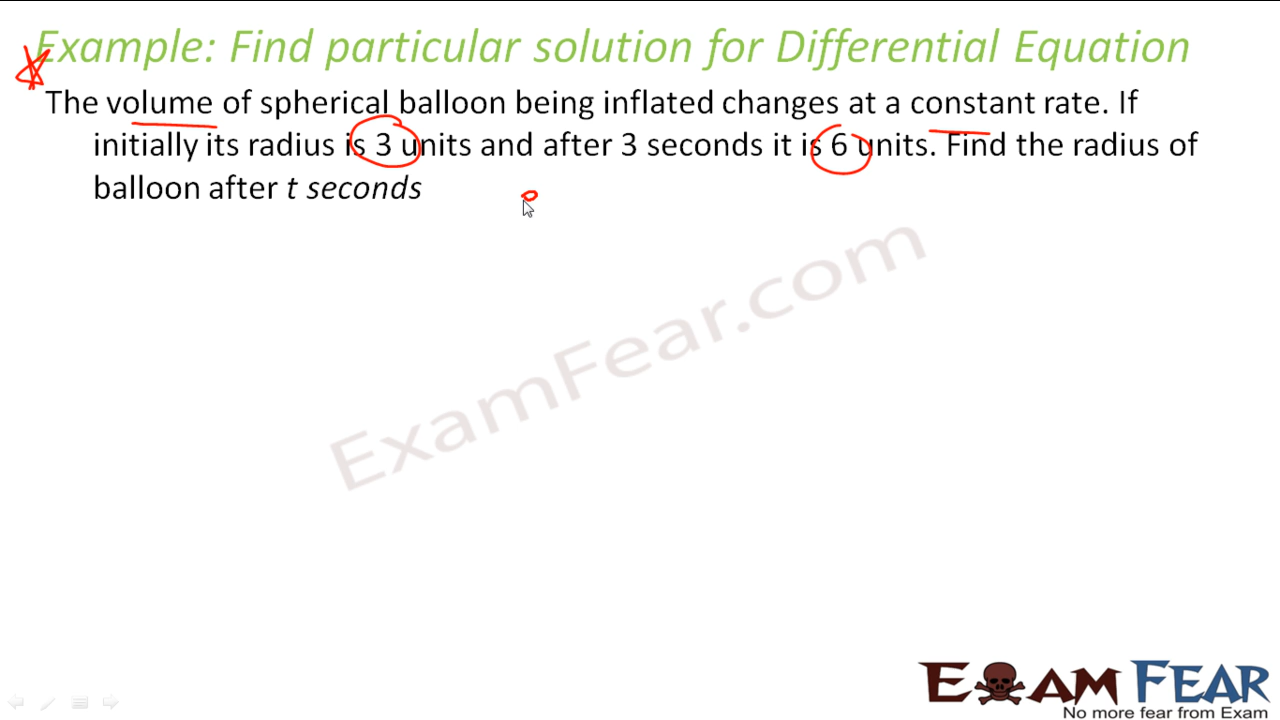 Example: Find particular solution for Differential Equation
The volume of spherical balloon being inflated changes at a constant rate. If
initially its radius is 3 units and after 3 seconds it is 6 units. Find the radius of
balloon after t seconds
ExamFear.com
EXAM FEAR
No more fear from Exam